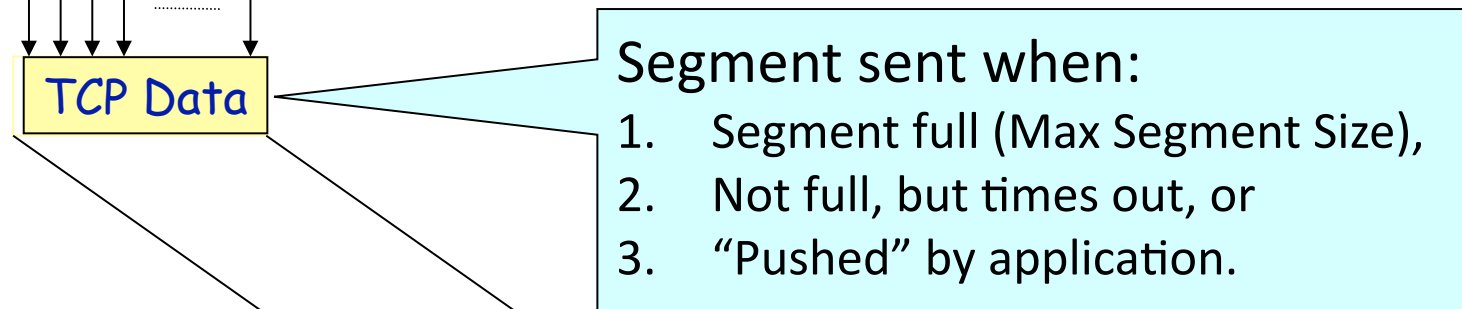 TCP Data
Segment sent when:
1. Segment full (Max Segment Size),
2. Not full, but times out, or
3. “Pushed” by application.